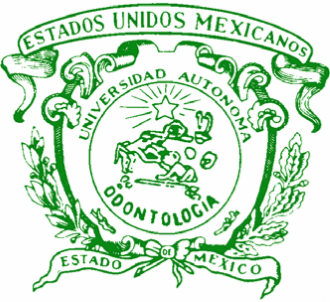 ESTADOS UNIDOS MEXICANOS
UNIVERSIDAD AUTONOMA
ODONTOLOGIA
ESTADO DE MEXICO